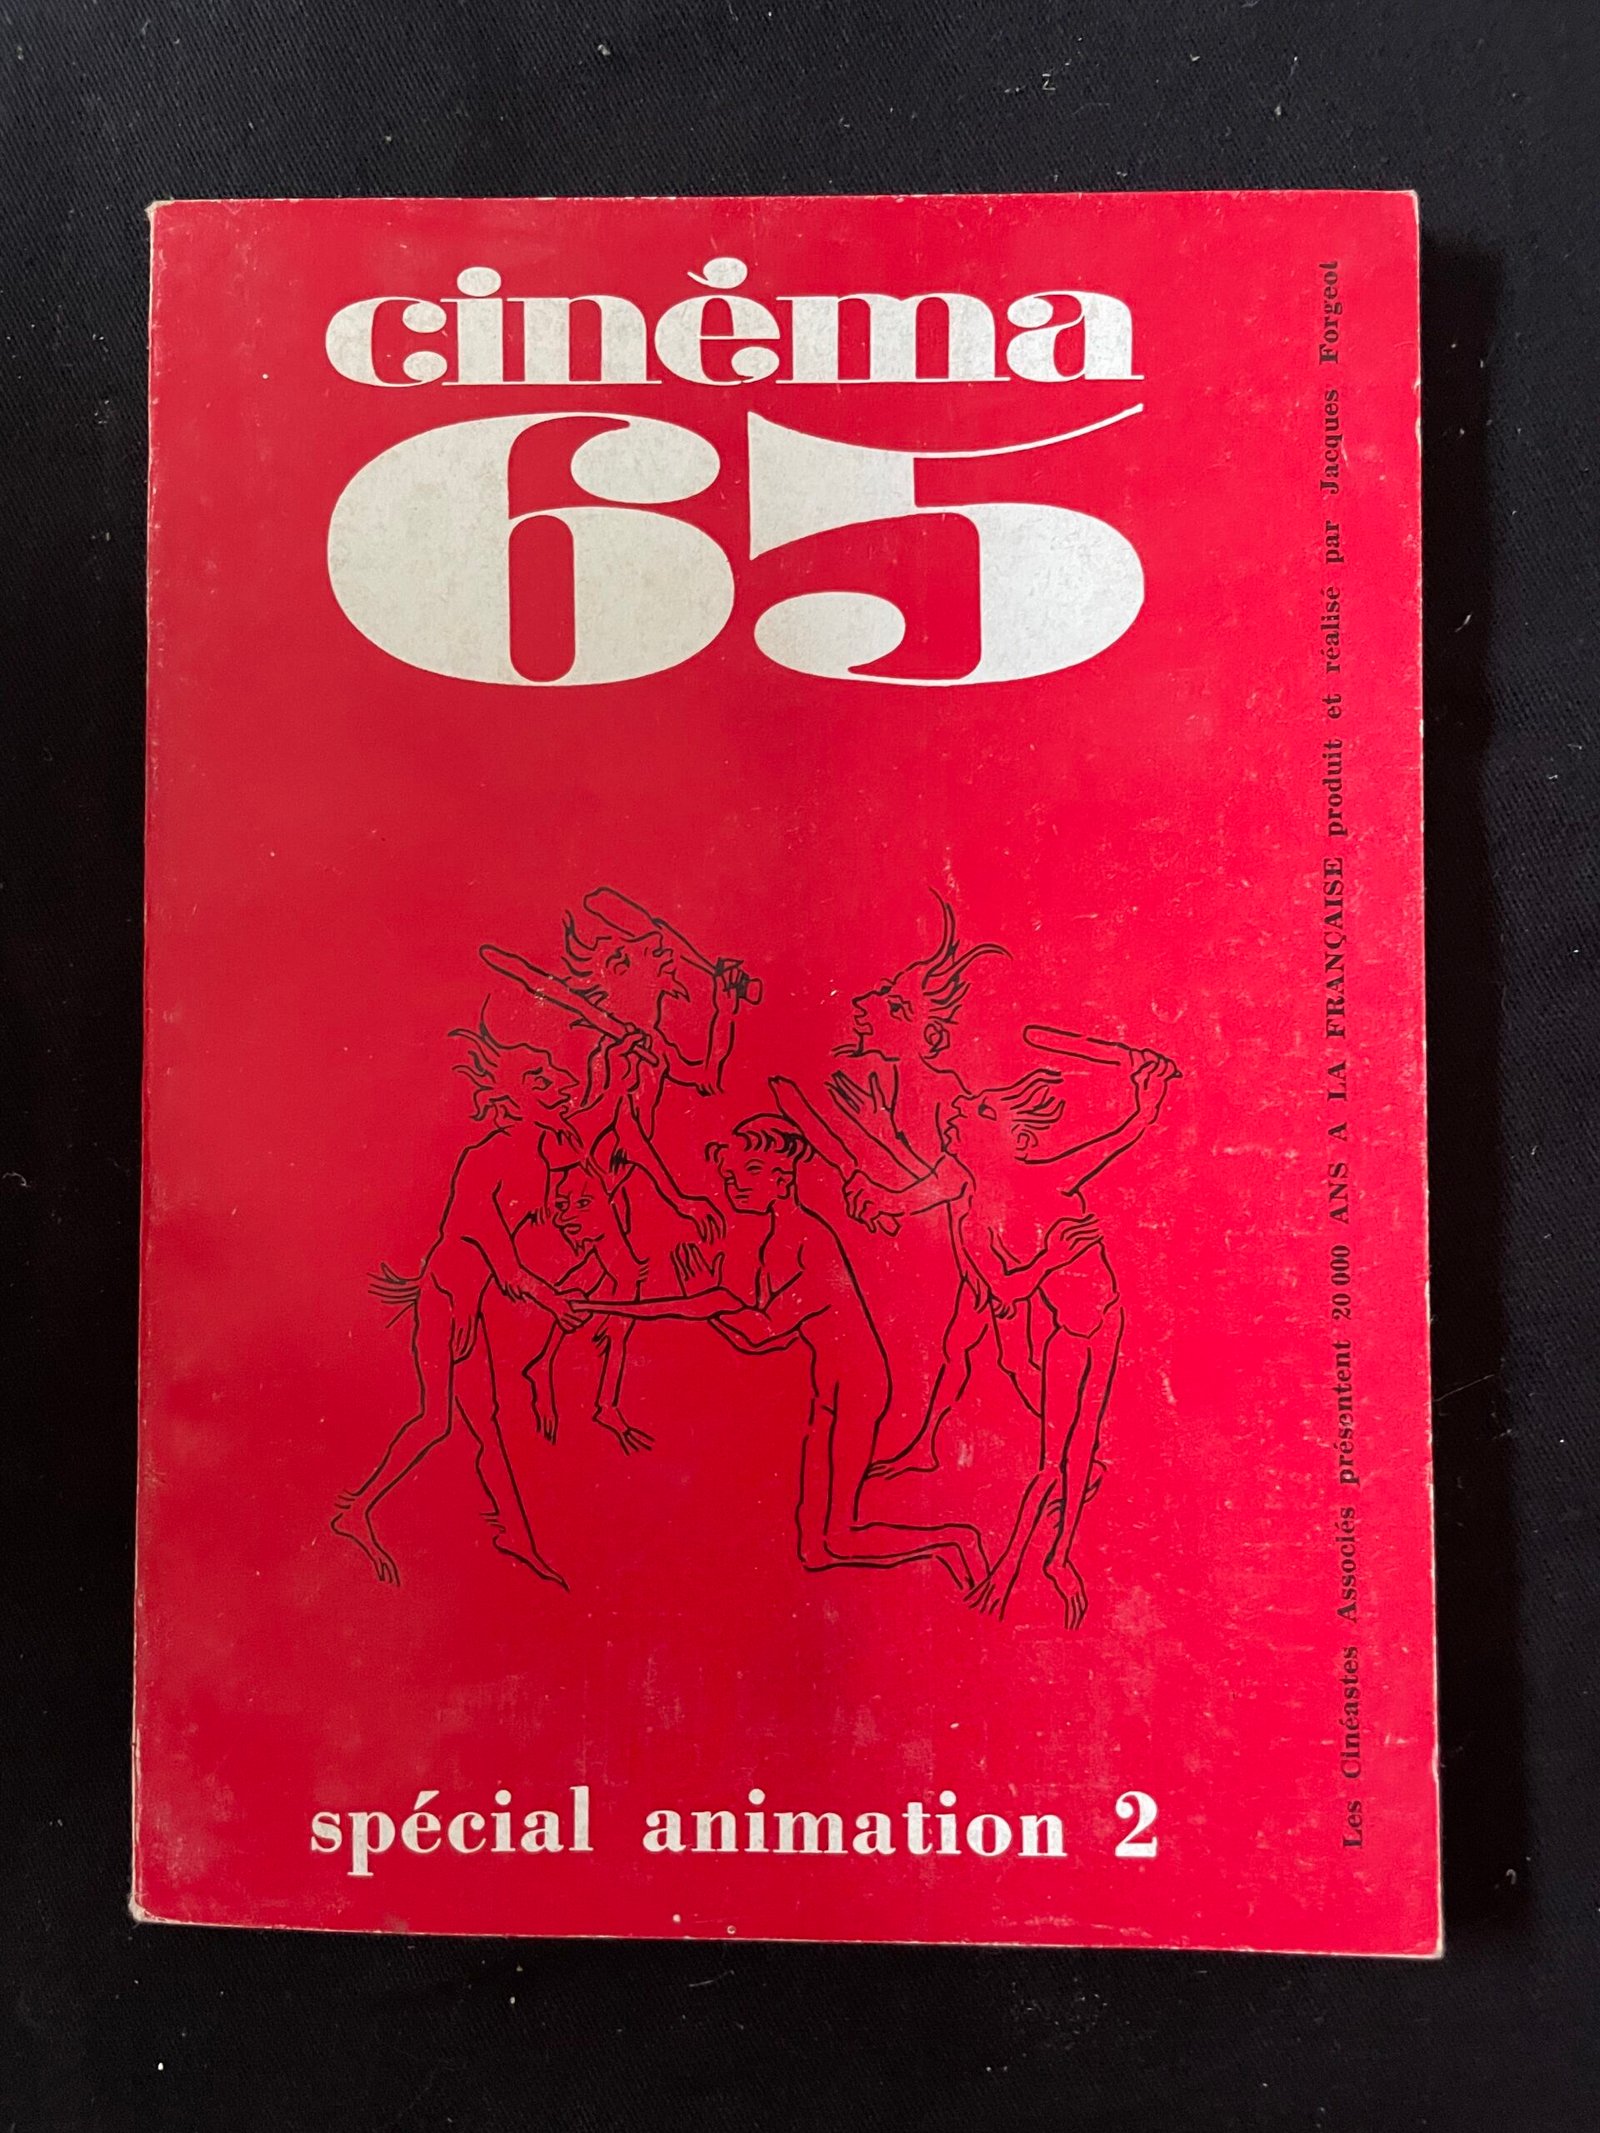 cinéma
65
spécial animation 2
Les Cinéastes Associés présentent 20 000 ANS A LA FRANÇAISE produit et réalisé par Jacques Forgeot